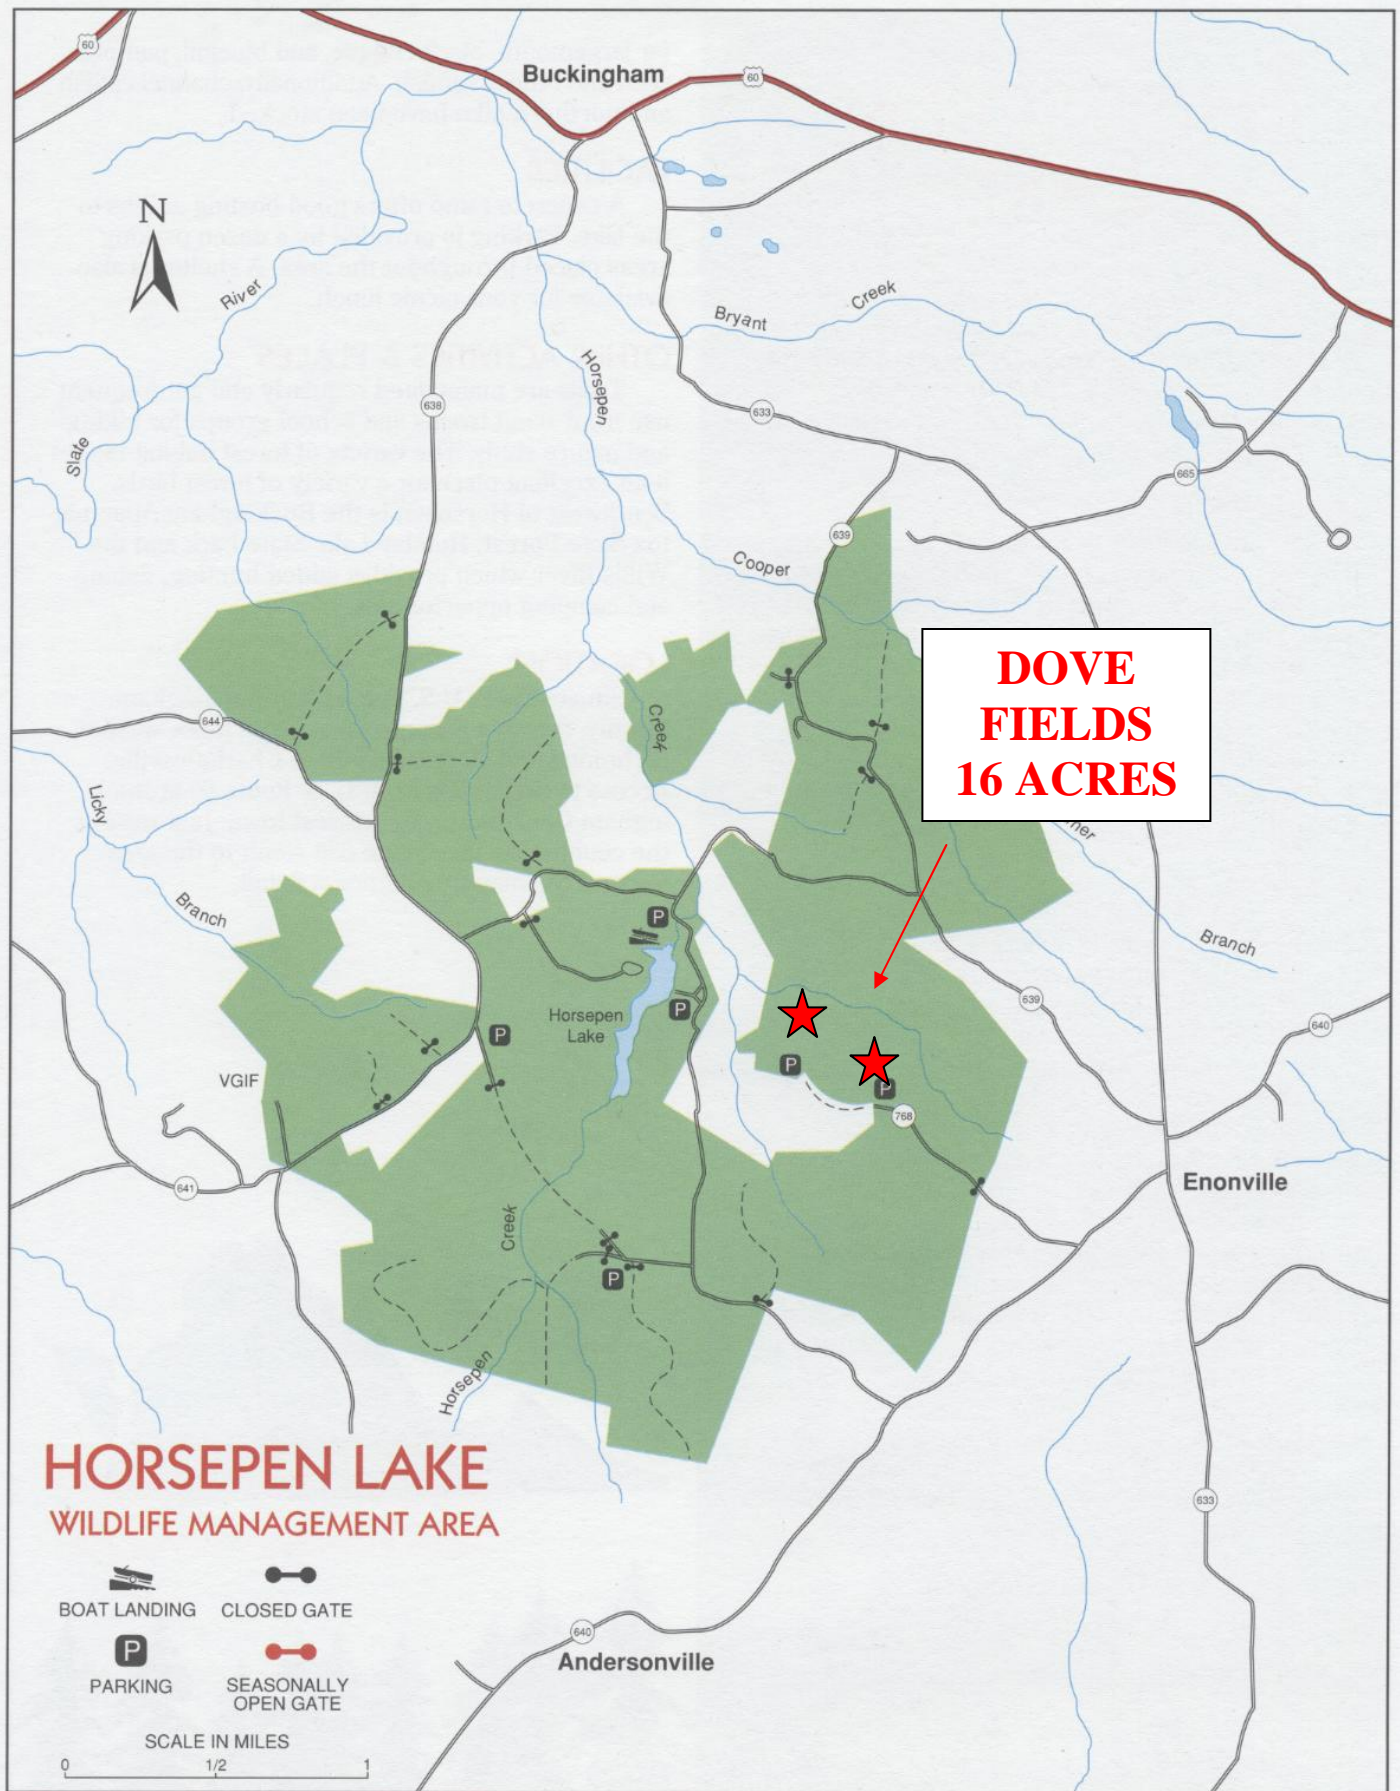 60
Buckingham
60
N
River
Creek
Bryant
Horsepen
638
633
Slate
665
639
Cooper
DOVE
FIELDS
16 ACRES
Creek
644
Licky
Branch
P
Branch
639
Horsepen
Lake
P
P
640
VGIF
P
P
768
641
Enonville
Creek
P
Horsepen
HORSEPEN LAKE
WILDLIFE MANAGEMENT AREA
633
BOAT LANDING
CLOSED GATE
P
PARKING
SEASONALLY
OPEN GATE
640
Andersonville
SCALE IN MILES
0 1/2 1